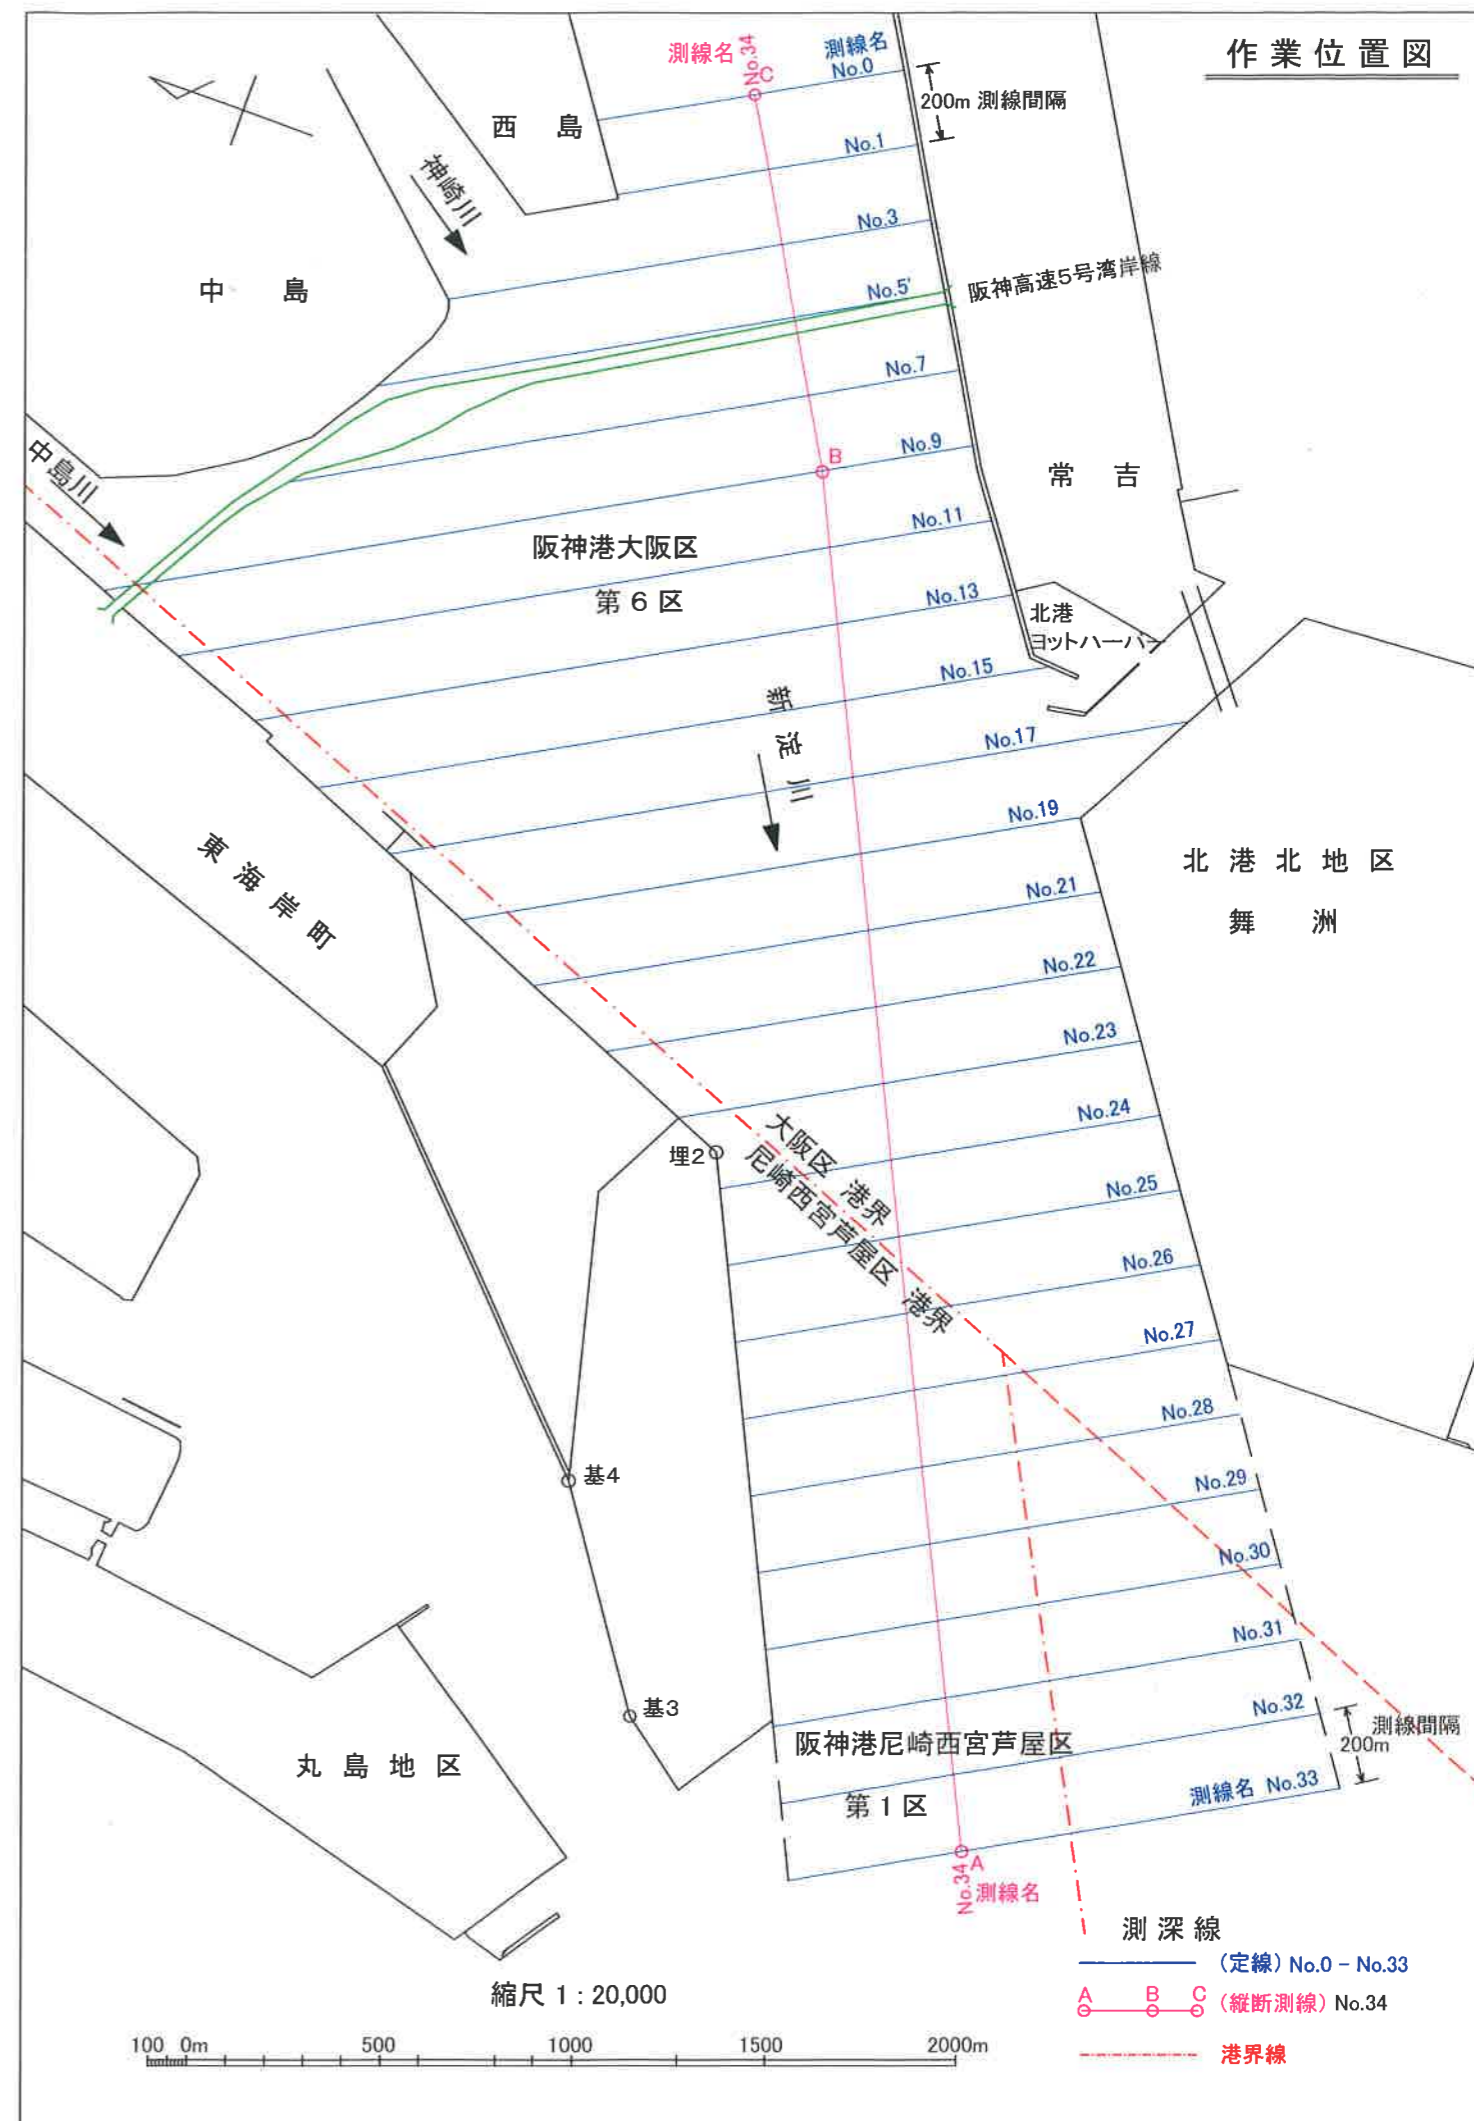 作業位置図
測線名
No.34
C
測線名
No.0
200m 測線間隔
西島
No.1
神崎川
No.3
中島
No.5'
阪神高速5号湾岸線
No.7
中島川
B
No.9
常吉
No.11
阪神港大阪区
第6区
No.13
北港
ヨットハーバー
No.15
新淀川
No.17
No.19
東海岸町
北港北地区
舞洲
No.21
No.22
No.23
No.24
大阪区 港界
尼崎西宮芦屋区 港界
埋2
No.25
No.26
No.27
No.28
基4
No.29
No.30
No.31
基3
No.32
測線間隔
200m
阪神港尼崎西宮芦屋区
第1区
丸島地区
測線名 No.33
A
No.34
測線名
測深線
(定線) No.0 - No.33
A B C (縦断測線) No.34
港界線
縮尺 1 : 20,000
100 0m 500 1000 1500 2000m